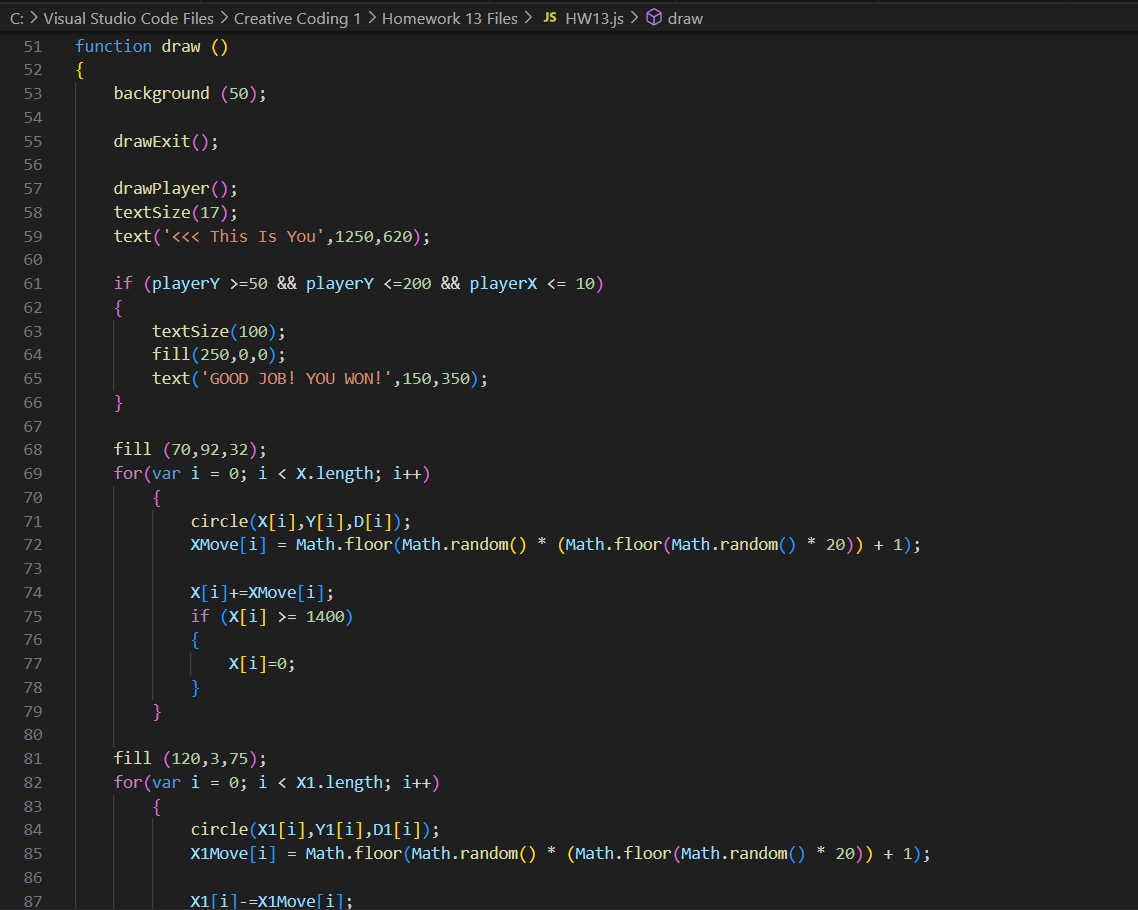 C: > Visual Studio Code Files > Creative Coding 1 > Homework 13 Files > JS HW13.js > draw
51 function draw ()
52 {
53     background (50);
54
55     drawExit();
56
57     drawPlayer();
58     textSize(17);
59     text('<<< This Is You',1250,620);
60
61     if (playerY >=50 && playerY <=200 && playerX <= 10)
62     {
63         textSize(100);
64         fill(250,0,0);
65         text('GOOD JOB! YOU WON!',150,350);
66     }
67
68     fill (70,92,32);
69     for(var i = 0; i < X.length; i++)
70         {
71             circle(X[i],Y[i],D[i]);
72             XMove[i] = Math.floor(Math.random() * (Math.floor(Math.random() * 20)) + 1);
73
74             X[i]+=XMove[i];
75             if (X[i] >= 1400)
76             {
77                 X[i]=0;
78             }
79         }
80
81     fill (120,3,75);
82     for(var i = 0; i < X1.length; i++)
83         {
84             circle(X1[i],Y1[i],D1[i]);
85             X1Move[i] = Math.floor(Math.random() * (Math.floor(Math.random() * 20)) + 1);
86
87             X1[i]-=X1Move[i];